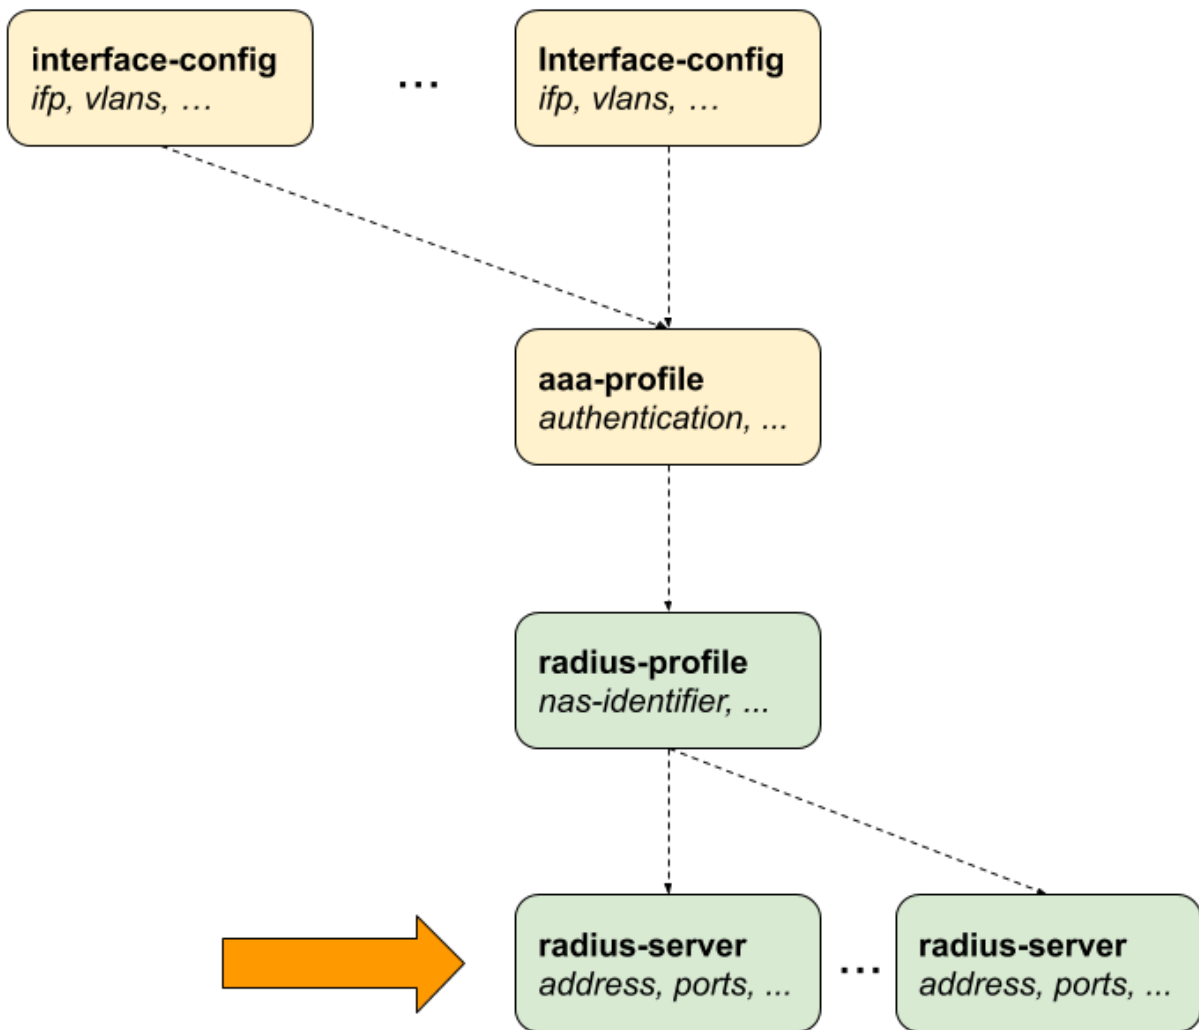 interface-config
ifp, vlans, …
...
Interface-config
ifp, vlans, …
aaa-profile
authentication, ...
radius-profile
nas-identifier, ...
radius-server
address, ports, ...
...
radius-server
address, ports, ...